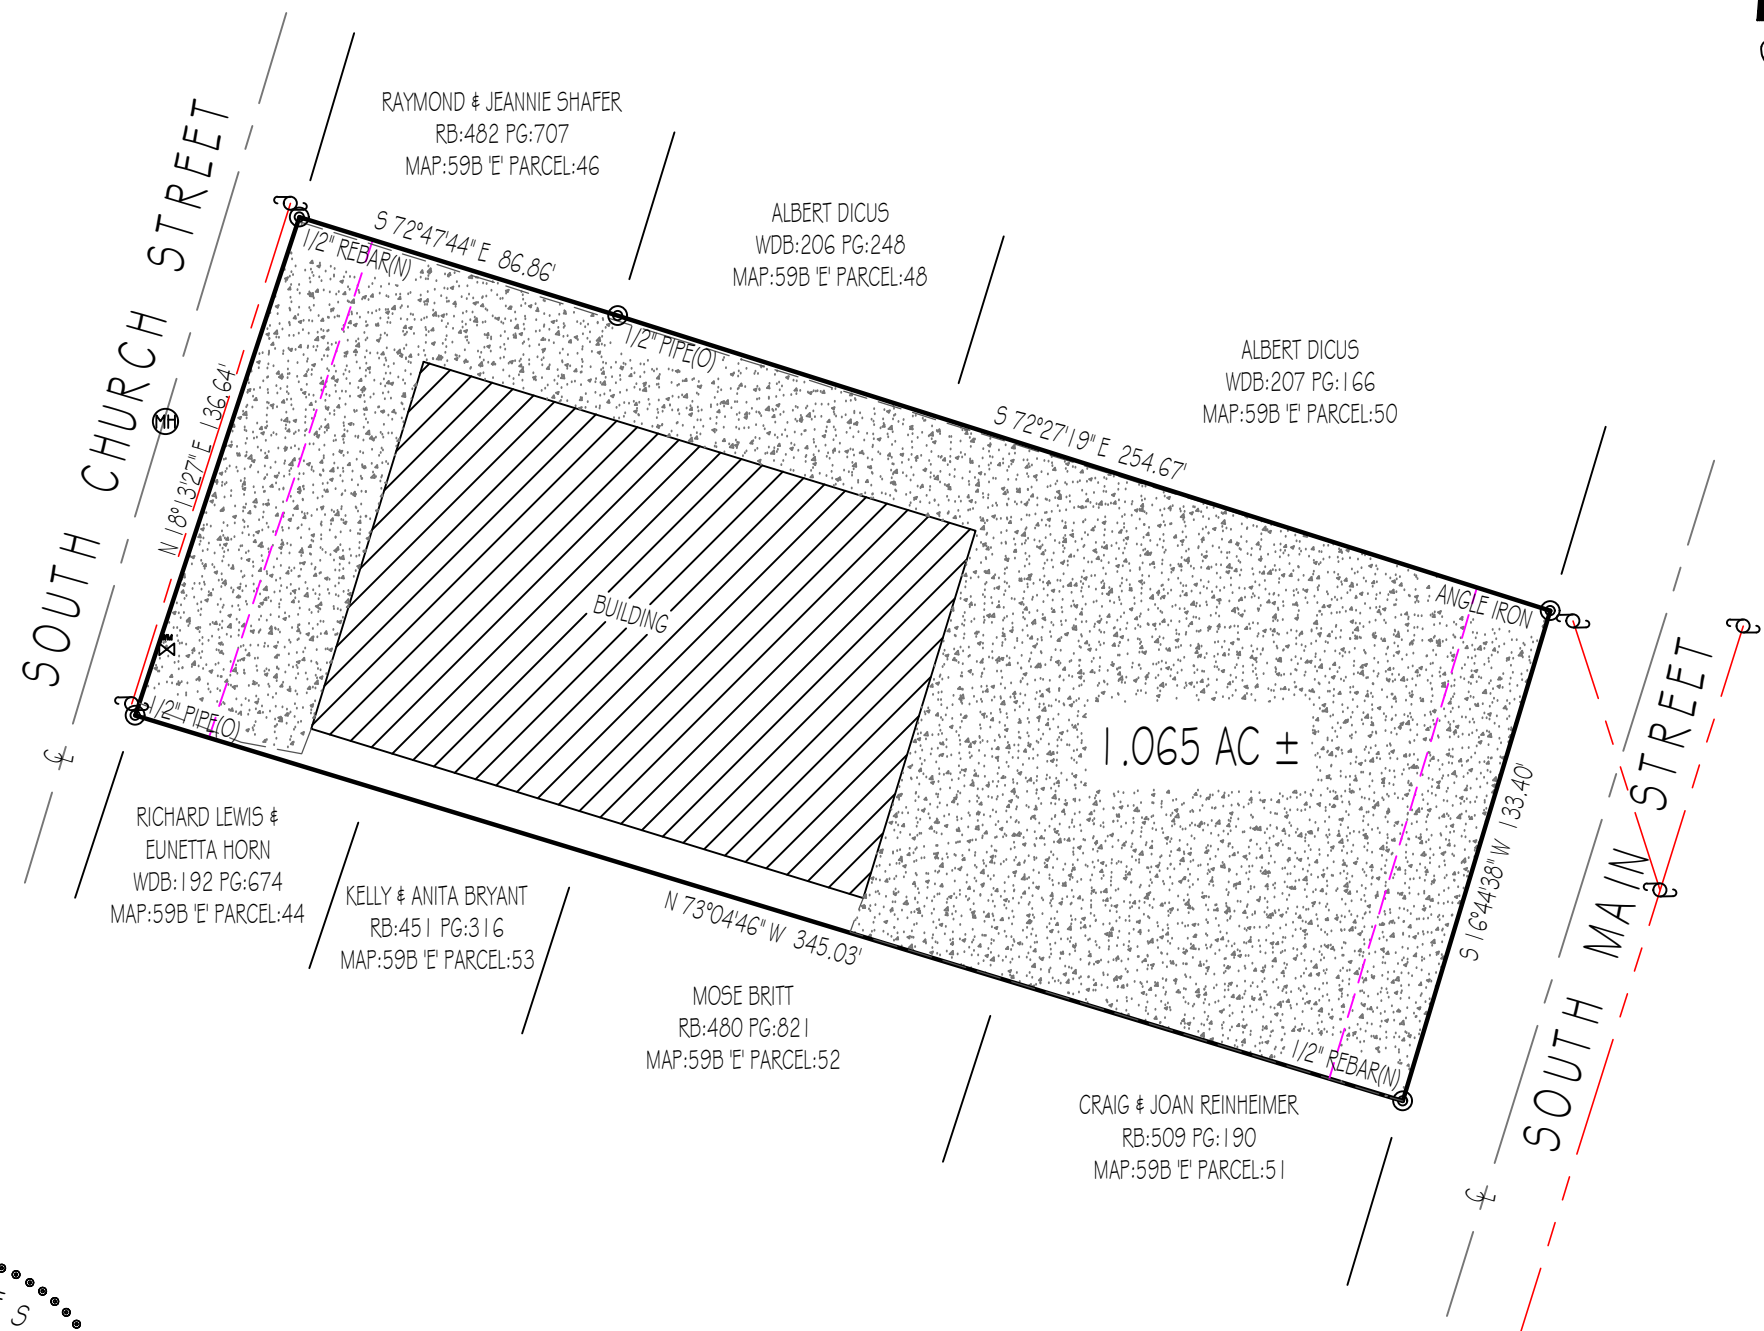 RAYMOND & JEANNIE SHAFER
RB:482 PG:707
MAP:59B 'E' PARCEL:46
ALBERT DICUS
WDB:206 PG:248
MAP:59B 'E' PARCEL:48
ALBERT DICUS
WDB:207 PG:166
MAP:59B 'E' PARCEL:50
SOUTH CHURCH STREET
MH
S 72°47'44" E 86.86'
1/2" REBAR(N)
1/2" PIPE(O)
S 72°27'19" E 254.67'
N 18°13'27" E 136.64'
ANGLE IRON
BUILDING
1.065 AC ±
1/2" PIPE(O)
S 16°44'38" W 133.40'
SOUTH MAIN STREET
N 73°04'46" W 345.03'
1/2" REBAR(N)
RICHARD LEWIS &
EUNETTA HORN
WDB:192 PG:674
MAP:59B 'E' PARCEL:44
KELLY & ANITA BRYANT
RB:451 PG:316
MAP:59B 'E' PARCEL:53
MOSE BRITT
RB:480 PG:821
MAP:59B 'E' PARCEL:52
CRAIG & JOAN REINHEIMER
RB:509 PG:190
MAP:59B 'E' PARCEL:51